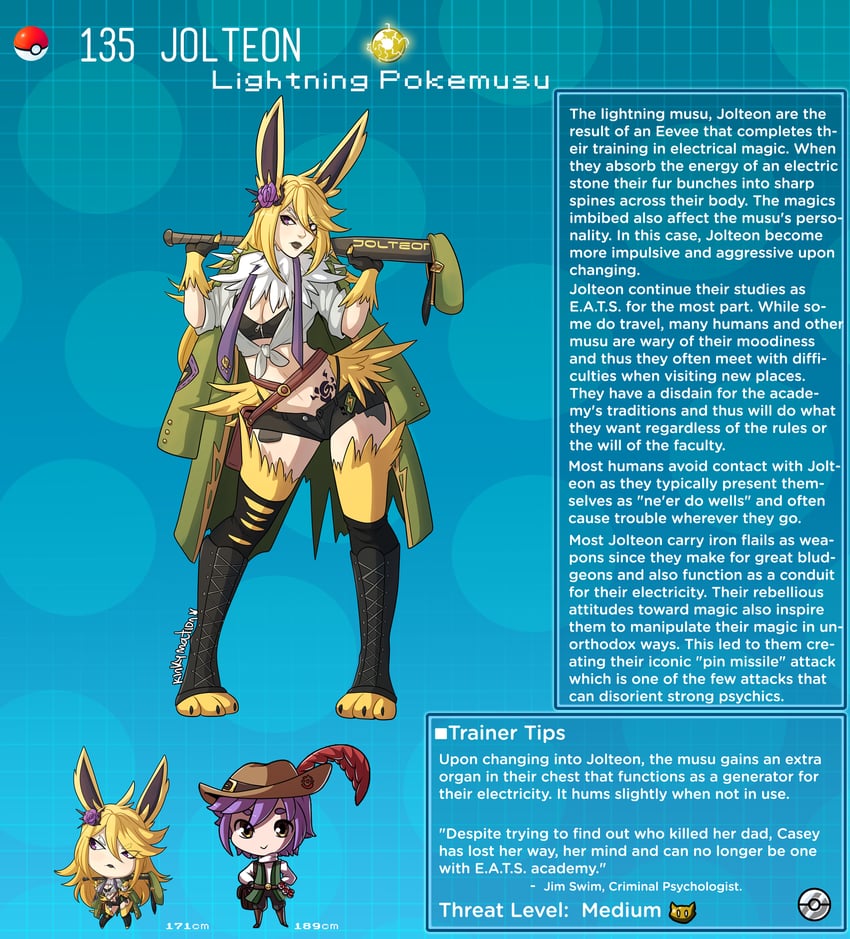 135 JOLTEON
Lightning Pokemusu
JOLTEON
The lightning musu, Jolteon are the
result of an Eevee that completes th-
eir training in electrical magic. When
they absorb the energy of an electric
stone their fur bunches into sharp
spines across their body. The magics
imbibed also affect the musu's perso-
nality. In this case, Jolteon become
more impulsive and aggressive upon
changing.
Jolteon continue their studies as
E.A.T.S. for the most part. While so-
me do travel, many humans and other
musu are wary of their moodiness
and thus they often meet with diffi-
culties when visiting new places.
They have a disdain for the acade-
my's traditions and thus will do what
they want regardless of the rules or
the will of the faculty.
Most humans avoid contact with Jolt-
eon as they typically present them-
selves as "ne'er do wells" and often
cause trouble wherever they go.
Most Jolteon carry iron flails as wea-
pons since they make for great blud-
geons and also function as a conduit
for their electricity. Their rebellious
attitudes toward magic also inspire
them to manipulate their magic in un-
orthodox ways. This led to them cre-
ating their iconic "pin missile" attack
which is one of the few attacks that
can disorient strong psychics.
kinkymation
Trainer Tips
Upon changing into Jolteon, the musu gains an extra
organ in their chest that functions as a generator for
their electricity. It hums slightly when not in use.
"Despite trying to find out who killed her dad, Casey
has lost her way, her mind and can no longer be one
with E.A.T.S. academy."
- Jim Swim, Criminal Psychologist.
Threat Level: Medium
171cm
189cm